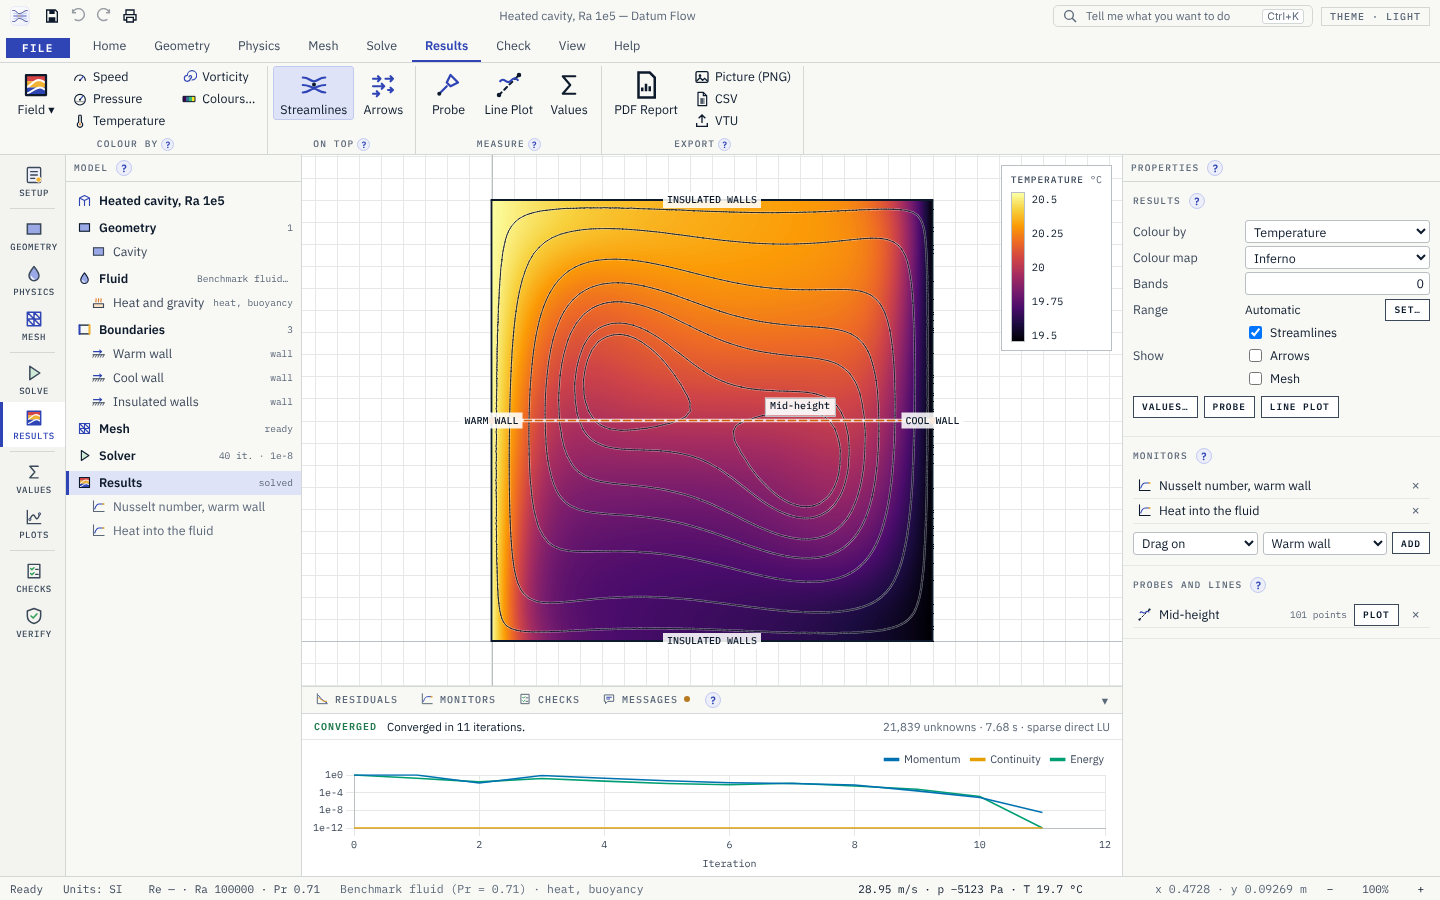 Heated cavity, Ra 1e5 — Datum Flow
Tell me what you want to do
Ctrl+K
THEME · LIGHT
FILE
Home
Geometry
Physics
Mesh
Solve
Results
Check
View
Help
Field ▾
Speed
Pressure
Temperature
Vorticity
Colours...
COLOUR BY ?
Streamlines
Arrows
ON TOP ?
Probe
Line Plot
Values
MEASURE ?
PDF Report
Picture (PNG)
CSV
VTU
EXPORT ?
SETUP
GEOMETRY
PHYSICS
MESH
SOLVE
RESULTS
VALUES
PLOTS
CHECKS
VERIFY
MODEL ?
Heated cavity, Ra 1e5
Geometry 1
Cavity
Fluid Benchmark fluid…
Heat and gravity heat, buoyancy
Boundaries 3
Warm wall wall
Cool wall wall
Insulated walls wall
Mesh ready
Solver 40 it. · 1e-8
Results solved
Nusselt number, warm wall
Heat into the fluid
INSULATED WALLS
WARM WALL
Mid-height
COOL WALL
INSULATED WALLS
TEMPERATURE °C
20.5
20.25
20
19.75
19.5
RESIDUALS
MONITORS
CHECKS
MESSAGES
?
▼
CONVERGED Converged in 11 iterations.
21,839 unknowns · 7.68 s · sparse direct LU
Momentum Continuity Energy
1e0
1e-4
1e-8
1e-12
0 2 4 6 8 10 12
Iteration
PROPERTIES ?
RESULTS ?
Colour by Temperature
Colour map Inferno
Bands 0
Range Automatic SET…
Show
Streamlines
Arrows
Mesh
VALUES… PROBE LINE PLOT
MONITORS ?
Nusselt number, warm wall ×
Heat into the fluid ×
Drag on Warm wall ADD
PROBES AND LINES ?
Mid-height 101 points PLOT ×
Ready Units: SI Re — · Ra 100000 · Pr 0.71 Benchmark fluid (Pr = 0.71) · heat, buoyancy
28.95 m/s · p −5123 Pa · T 19.7 °C
x 0.4728 · y 0.09269 m − 100% +